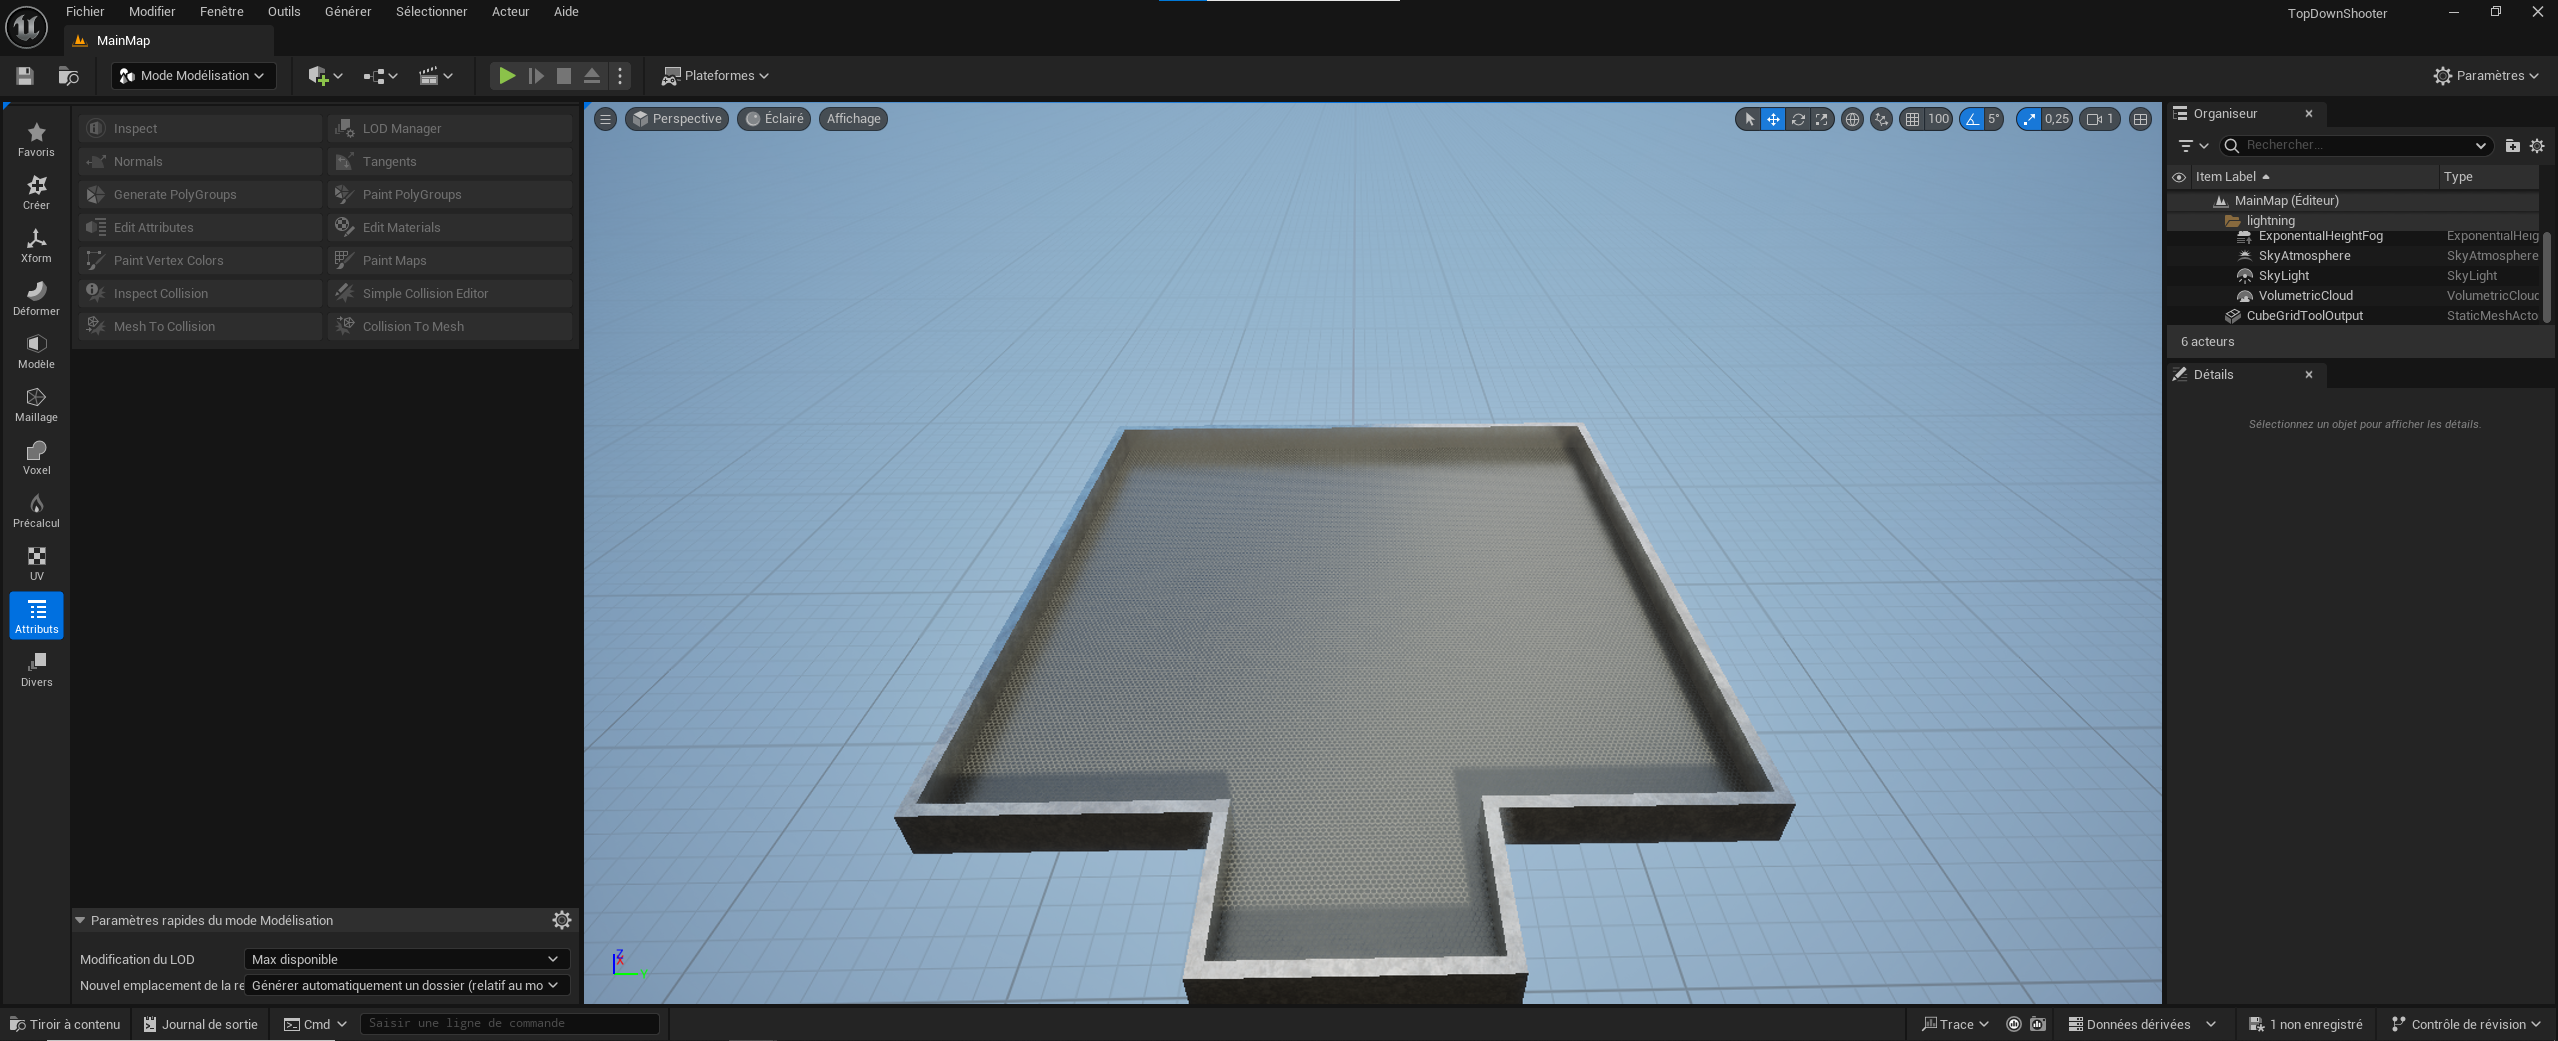 Fichier Modifier Fenêtre Outils Générer Sélectionner Acteur Aide
TopDownShooter
MainMap
Mode Modélisation
Plateformes
Paramètres
Favoris
Créer
Xform
Déformer
Modèle
Maillage
Voxel
Précalcul
UV
Attributs
Divers
Inspect LOD Manager
Normals Tangents
Generate PolyGroups Paint PolyGroups
Edit Attributes Edit Materials
Paint Vertex Colors Paint Maps
Inspect Collision Simple Collision Editor
Mesh To Collision Collision To Mesh
Paramètres rapides du mode Modélisation
Modification du LOD Max disponible
Nouvel emplacement de la re Générer automatiquement un dossier (relatif au mo
Perspective Éclairé Affichage
100 5° 0,25 1
Z
X
Y
Organiseur
Rechercher...
Item Label Type
MainMap (Éditeur)
lightning
ExponentialHeightFog ExponentialHeig
SkyAtmosphere SkyAtmosphere
SkyLight SkyLight
VolumetricCloud VolumetricCloud
CubeGridToolOutput StaticMeshActo
6 acteurs
Détails
Sélectionnez un objet pour afficher les détails.
Tiroir à contenu Journal de sortie Cmd Saisir une ligne de commande
Trace Données dérivées 1 non enregistré Contrôle de révision